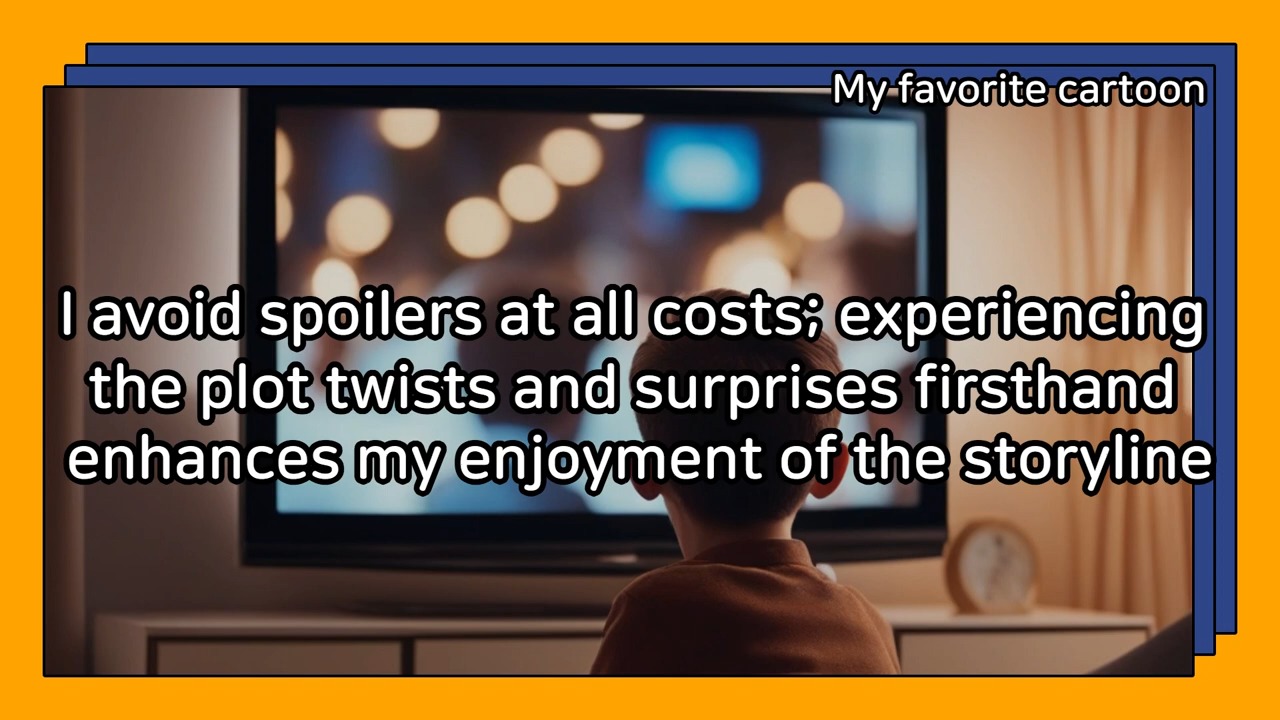 My favorite cartoon
I avoid spoilers at all costs; experiencing
the plot twists and surprises firsthand
enhances my enjoyment of the storyline